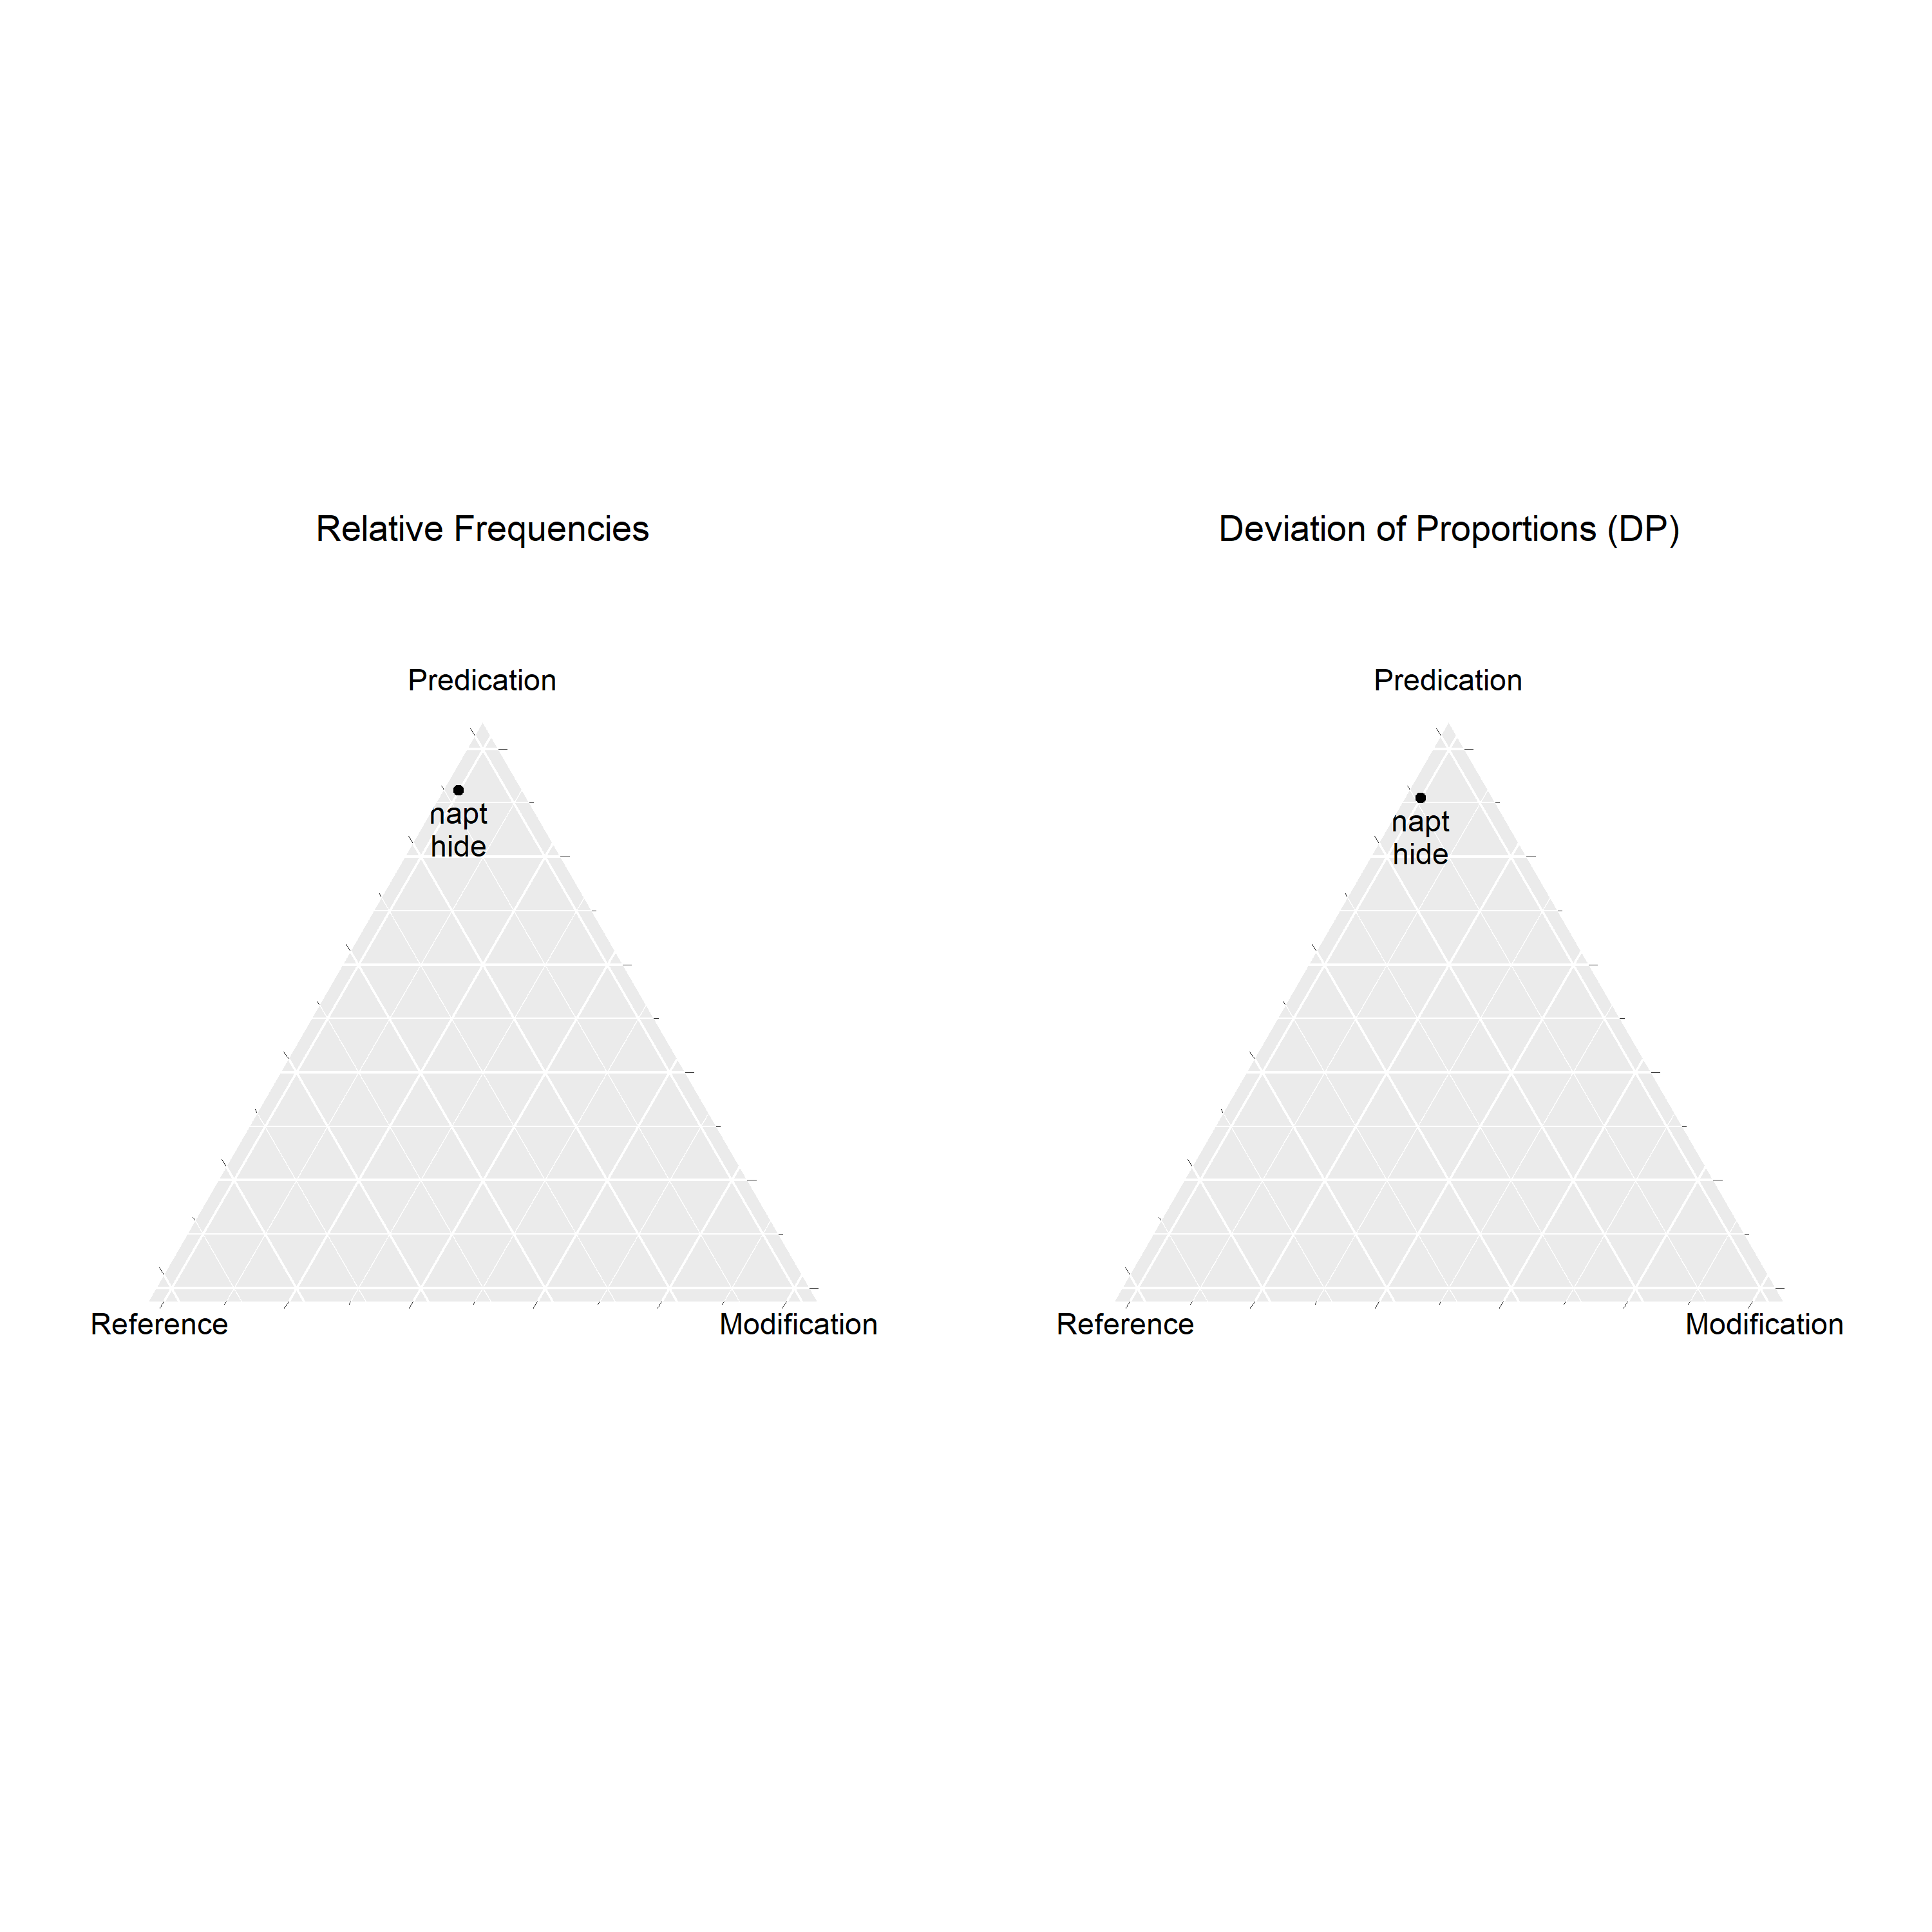 Relative Frequencies
Predication
napt
hide
Reference
Modification
Deviation of Proportions (DP)
Predication
napt
hide
Reference
Modification